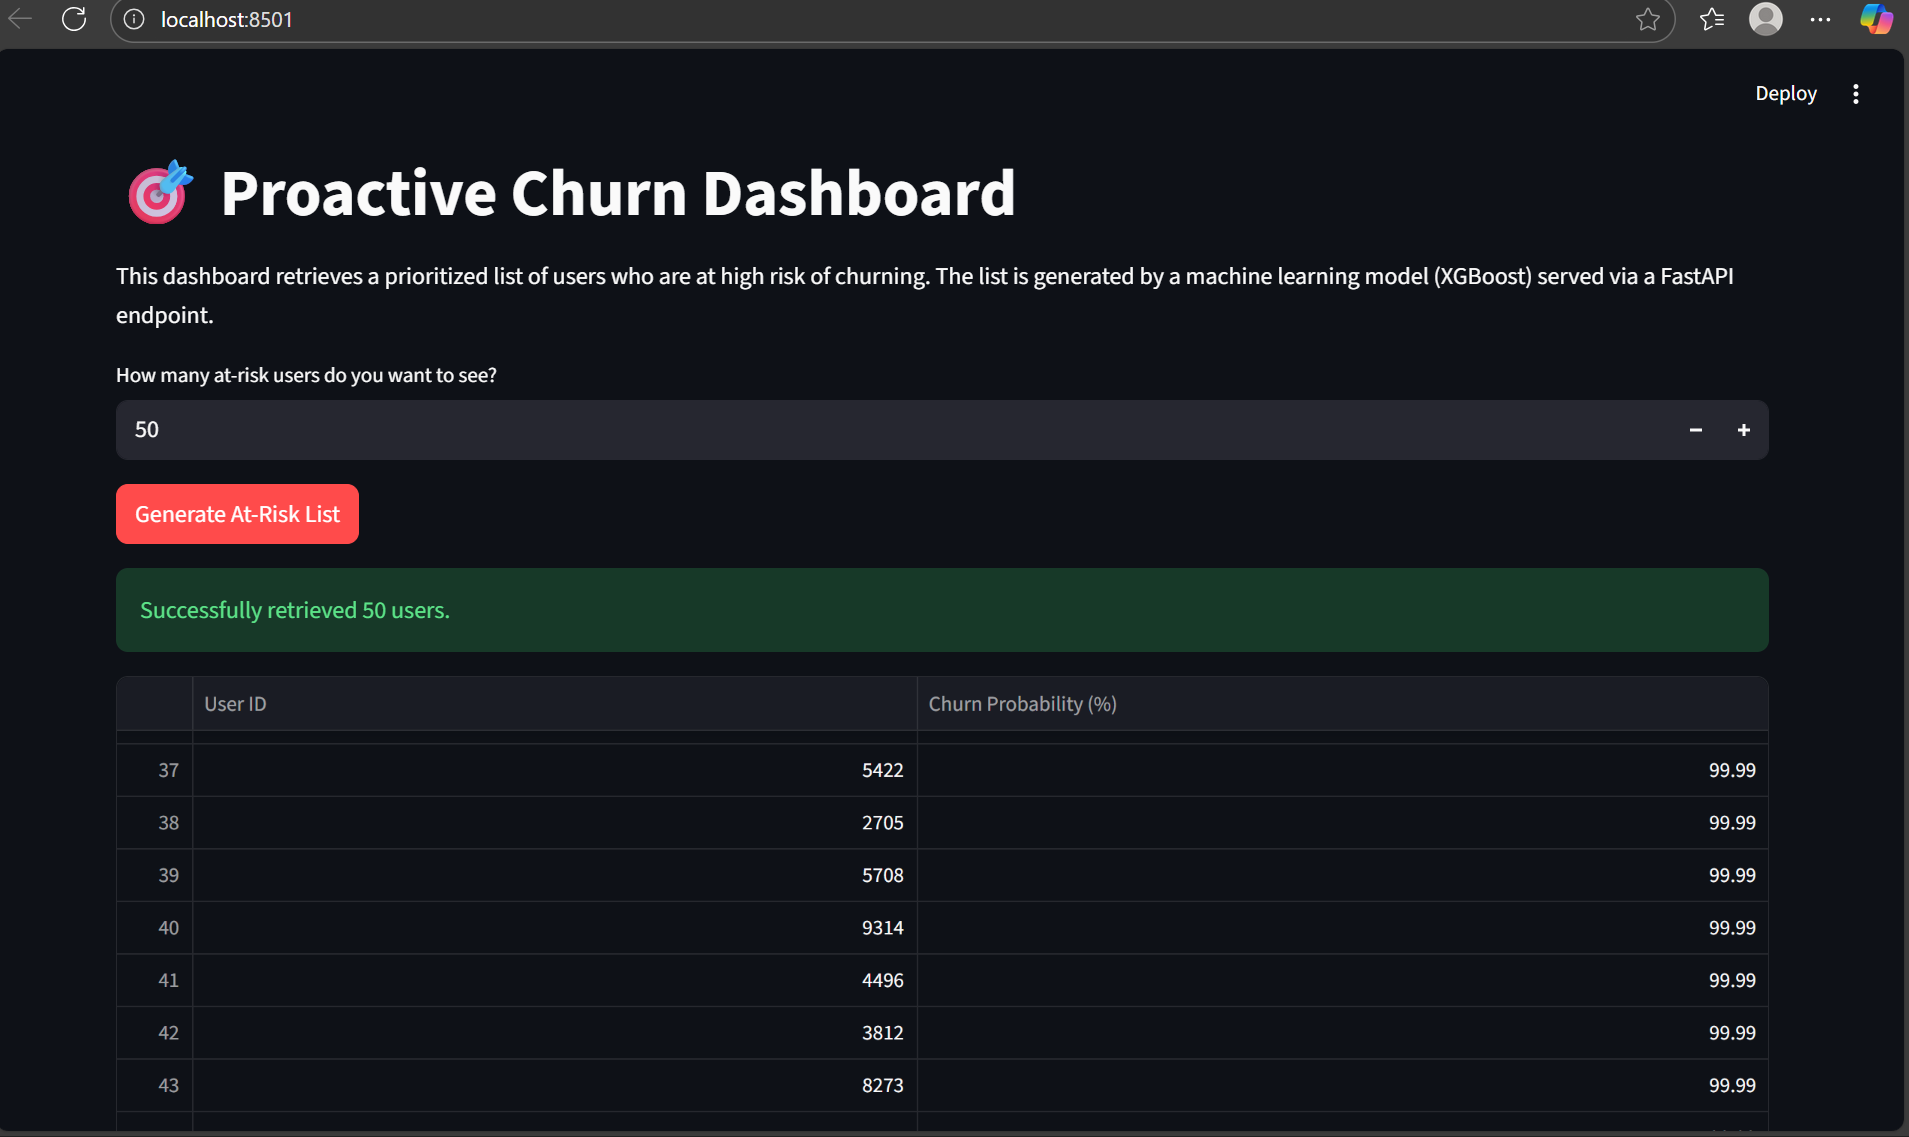 localhost:8501
Deploy
Proactive Churn Dashboard
This dashboard retrieves a prioritized list of users who are at high risk of churning. The list is generated by a machine learning model (XGBoost) served via a FastAPI
endpoint.
How many at-risk users do you want to see?
50
Generate At-Risk List
Successfully retrieved 50 users.
User ID Churn Probability (%)
37 5422 99.99
38 2705 99.99
39 5708 99.99
40 9314 99.99
41 4496 99.99
42 3812 99.99
43 8273 99.99